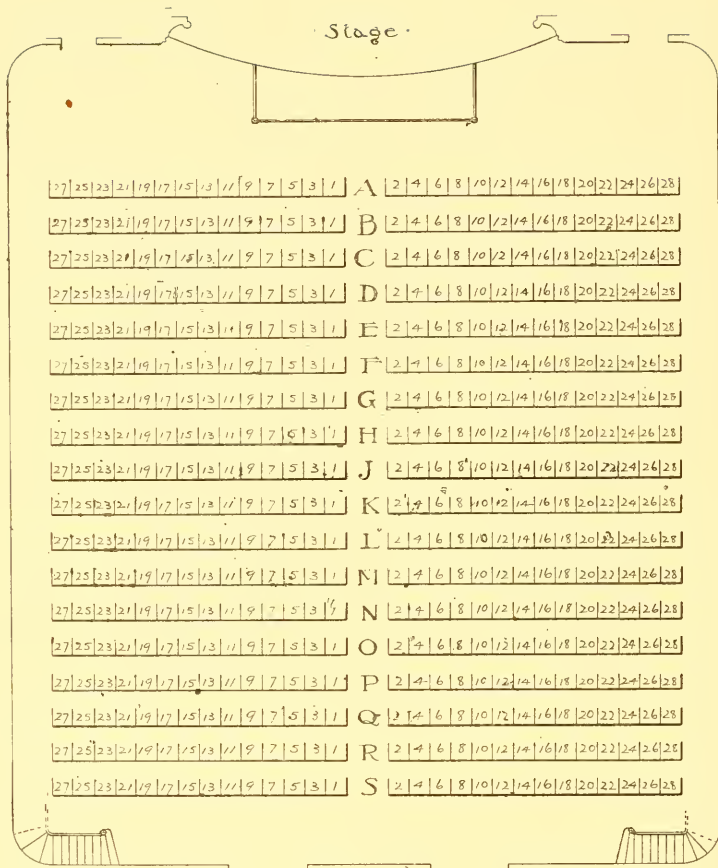 · Stage ·
27 25 23 21 19 17 15 13 11 9 7 5 3 1 A 2 4 6 8 10 12 14 16 18 20 22 24 26 28
27 25 23 21 19 17 15 13 11 9 7 5 3 1 B 2 4 6 8 10 12 14 16 18 20 22 24 26 28
27 25 23 21 19 17 15 13 11 9 7 5 3 1 C 2 4 6 8 10 12 14 16 18 20 22 24 26 28
27 25 23 21 19 17 15 13 11 9 7 5 3 1 D 2 4 6 8 10 12 14 16 18 20 22 24 26 28
27 25 23 21 19 17 15 13 11 9 7 5 3 1 E 2 4 6 8 10 12 14 16 18 20 22 24 26 28
27 25 23 21 19 17 15 13 11 9 7 5 3 1 F 2 4 6 8 10 12 14 16 18 20 22 24 26 28
27 25 23 21 19 17 15 13 11 9 7 5 3 1 G 2 4 6 8 10 12 14 16 18 20 22 24 26 28
27 25 23 21 19 17 15 13 11 9 7 5 3 1 H 2 4 6 8 10 12 14 16 18 20 22 24 26 28
27 25 23 21 19 17 15 13 11 9 7 5 3 1 J 2 4 6 8 10 12 14 16 18 20 22 24 26 28
27 25 23 21 19 17 15 13 11 9 7 5 3 1 K 2 4 6 8 10 12 14 16 18 20 22 24 26 28
27 25 23 21 19 17 15 13 11 9 7 5 3 1 L 2 4 6 8 10 12 14 16 18 20 22 24 26 28
27 25 23 21 19 17 15 13 11 9 7 5 3 1 M 2 4 6 8 10 12 14 16 18 20 22 24 26 28
27 25 23 21 19 17 15 13 11 9 7 5 3 1 N 2 4 6 8 10 12 14 16 18 20 22 24 26 28
27 25 23 21 19 17 15 13 11 9 7 5 3 1 O 2 4 6 8 10 12 14 16 18 20 22 24 26 28
27 25 23 21 19 17 15 13 11 9 7 5 3 1 P 2 4 6 8 10 12 14 16 18 20 22 24 26 28
27 25 23 21 19 17 15 13 11 9 7 5 3 1 Q 2 4 6 8 10 12 14 16 18 20 22 24 26 28
27 25 23 21 19 17 15 13 11 9 7 5 3 1 R 2 4 6 8 10 12 14 16 18 20 22 24 26 28
27 25 23 21 19 17 15 13 11 9 7 5 3 1 S 2 4 6 8 10 12 14 16 18 20 22 24 26 28